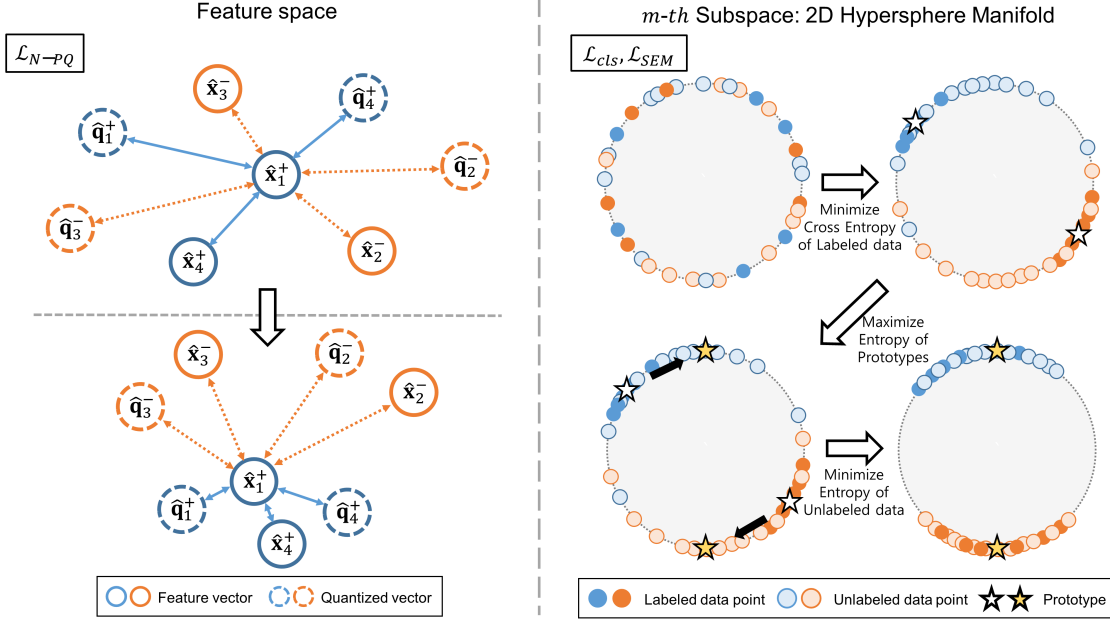 Feature space
m-th Subspace: 2D Hypersphere Manifold
ℒ_{N−PQ}
ℒ_{cls}, ℒ_{SEM}
x̂₃⁻
q̂₄⁺
q̂₁⁺
x̂₁⁺
q̂₂⁻
q̂₃⁻
x̂₄⁺
x̂₂⁻
Minimize
Cross Entropy
of Labeled data
Maximize
Entropy of
Prototypes
x̂₃⁻
q̂₂⁻
q̂₃⁻
x̂₂⁻
x̂₁⁺
q̂₁⁺
q̂₄⁺
x̂₄⁺
Minimize
Entropy of
Unlabeled data
Feature vector
Quantized vector
Labeled data point
Unlabeled data point
Prototype